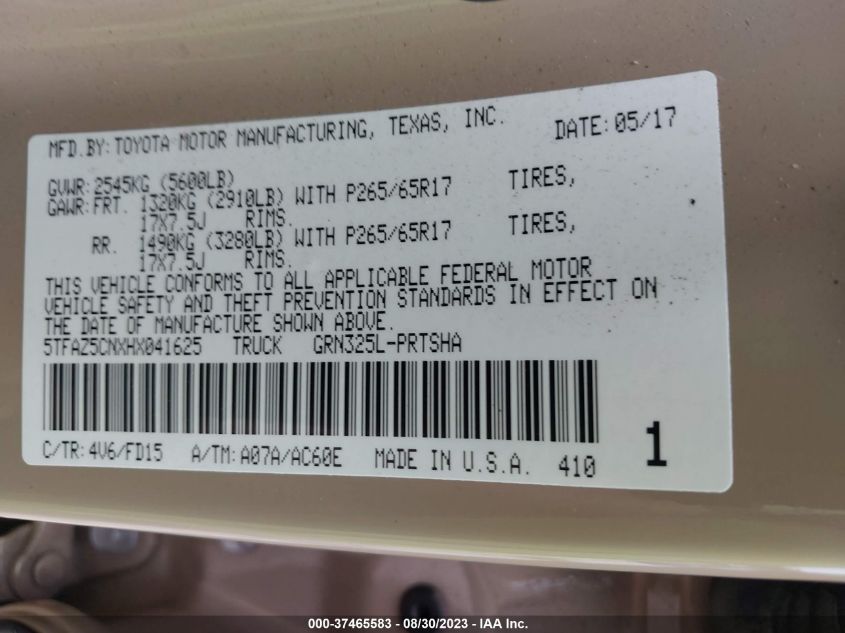 MFD.BY:TOYOTA MOTOR MANUFACTURING, TEXAS, INC. DATE:05/17
GVWR:2545KG (5600LB)
GAWR:FRT. 1320KG (2910LB) WITH P265/65R17 TIRES,
17X7.5J RIMS.
RR. 1490KG (3280LB) WITH P265/65R17 TIRES,
17X7.5J RIMS.
THIS VEHICLE CONFORMS TO ALL APPLICABLE FEDERAL MOTOR
VEHICLE SAFETY AND THEFT PREVENTION STANDARDS IN EFFECT ON
THE DATE OF MANUFACTURE SHOWN ABOVE.
5TFAZ5CNXHX041625 TRUCK GRN325L-PRTSHA
C/TR:4V6/FD15 A/TM:A07A/AC60E MADE IN U.S.A. 410 1
000-37465583 - 08/30/2023 - IAA Inc.